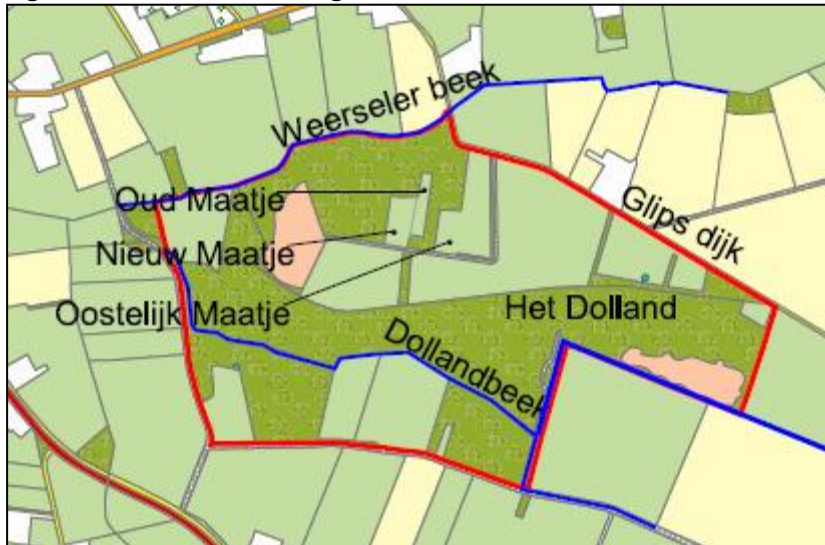 Weerseler beek
Oud Maatje
Glips dijk
Nieuw Maatje
Het Dolland
Oostelijk Maatje
Dollandbeek